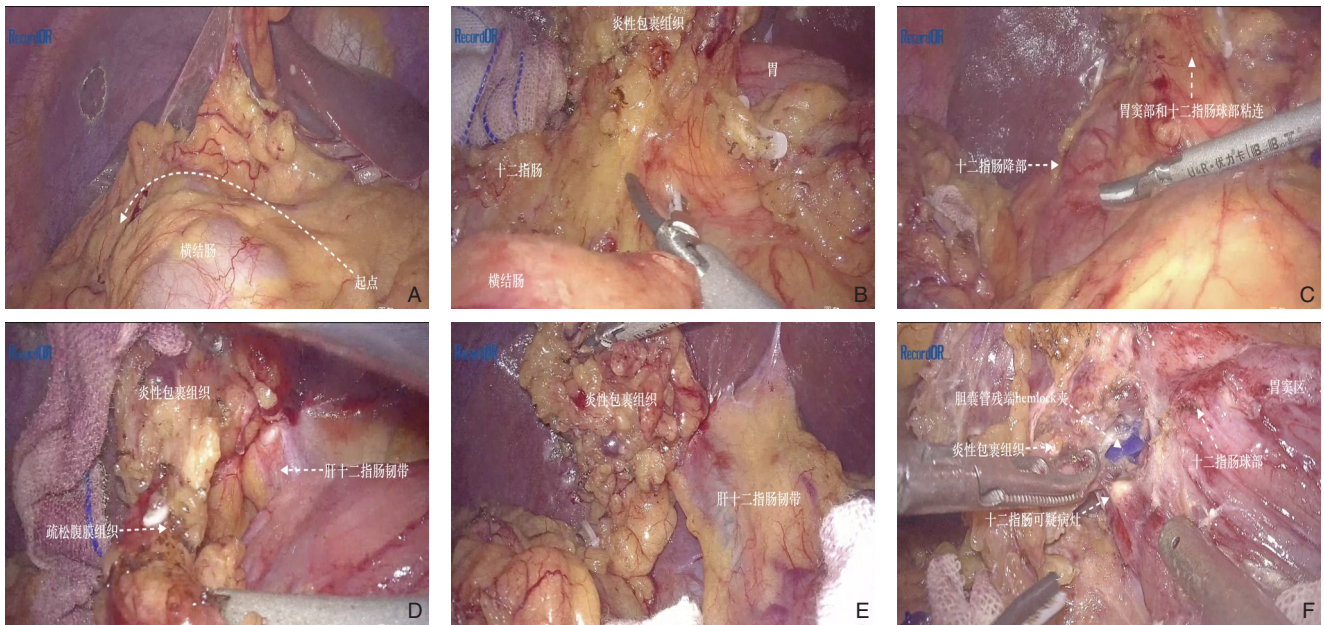 RecordOR
横结肠
起点
A
炎性包裹组织
RecordOR
胃
十二指肠
横结肠
B
RecordOR
胃窦部和十二指肠球部粘连
十二指肠降部
U&R·优力卡
C
RecordOR
炎性包裹组织
肝十二指肠韧带
疏松腹膜组织
D
RecordOR
炎性包裹组织
肝十二指肠韧带
E
RecordOR
胃窦区
胆囊管残端hemlock夹
炎性包裹组织
十二指肠球部
十二指肠可疑病灶
F